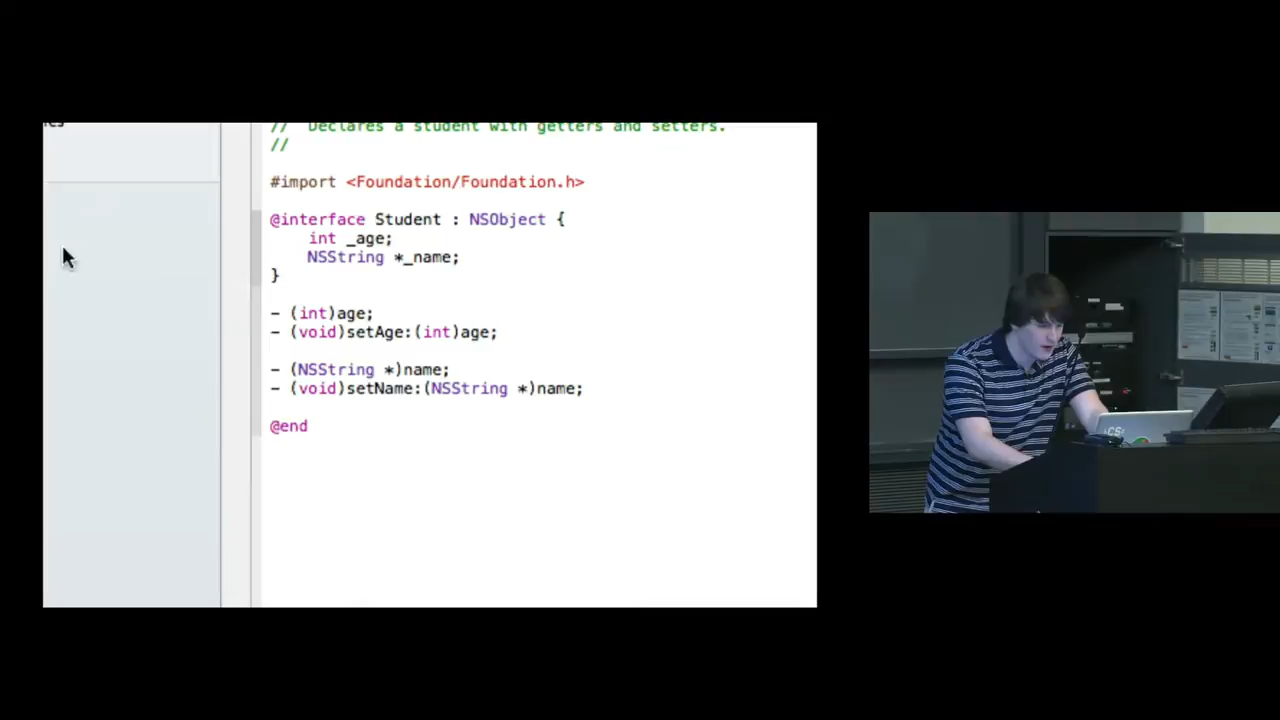 // Declares a student with getters and setters.
//
#import <Foundation/Foundation.h>
@interface Student : NSObject {
int _age;
NSString *_name;
}
- (int)age;
- (void)setAge:(int)age;
- (NSString *)name;
- (void)setName:(NSString *)name;
@end